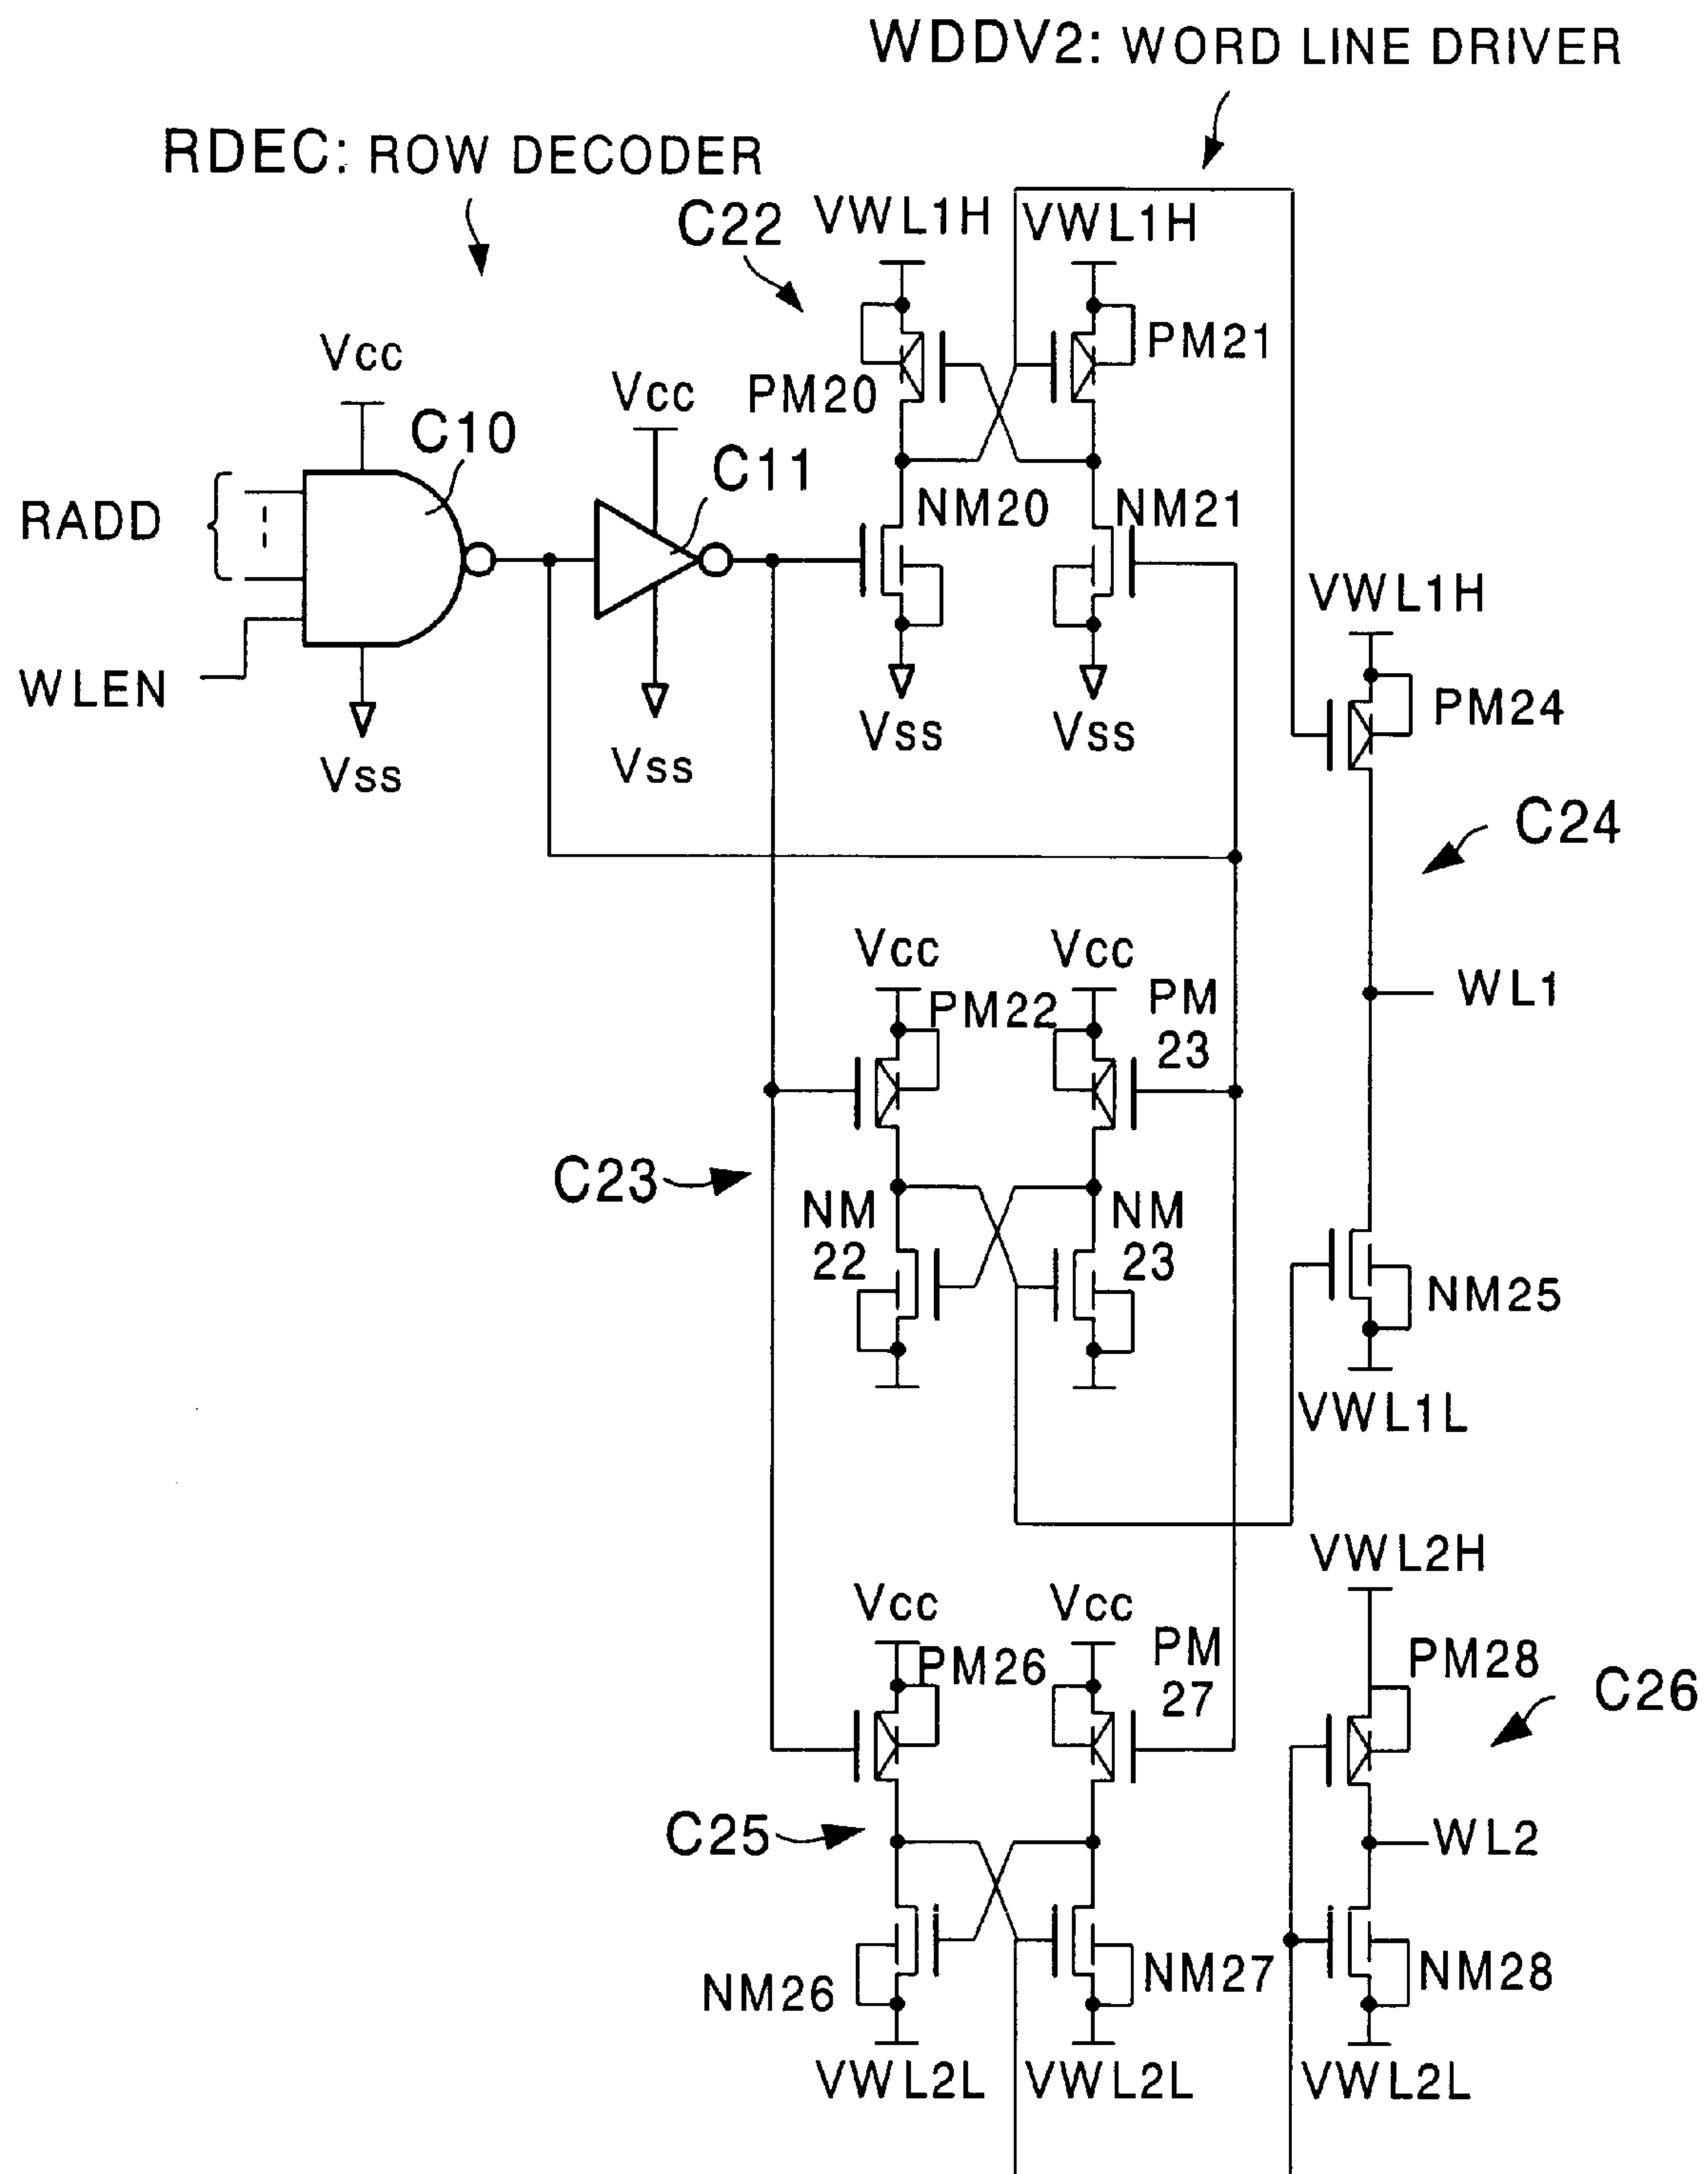 WDDV2: WORD LINE DRIVER
RDEC: ROW DECODER
C22
VWL1H
VWL1H
PM20
PM21
Vcc
C10
Vcc
C11
RADD
WLEN
Vss
Vss
NM20
NM21
Vss
Vss
VWL1H
PM24
C24
WL1
Vcc
Vcc
PM22
PM
23
C23
NM
22
NM
23
NM25
VWL1L
VWL2H
Vcc
Vcc
PM26
PM
27
PM28
C26
C25
WL2
NM26
NM27
NM28
VWL2L
VWL2L
VWL2L